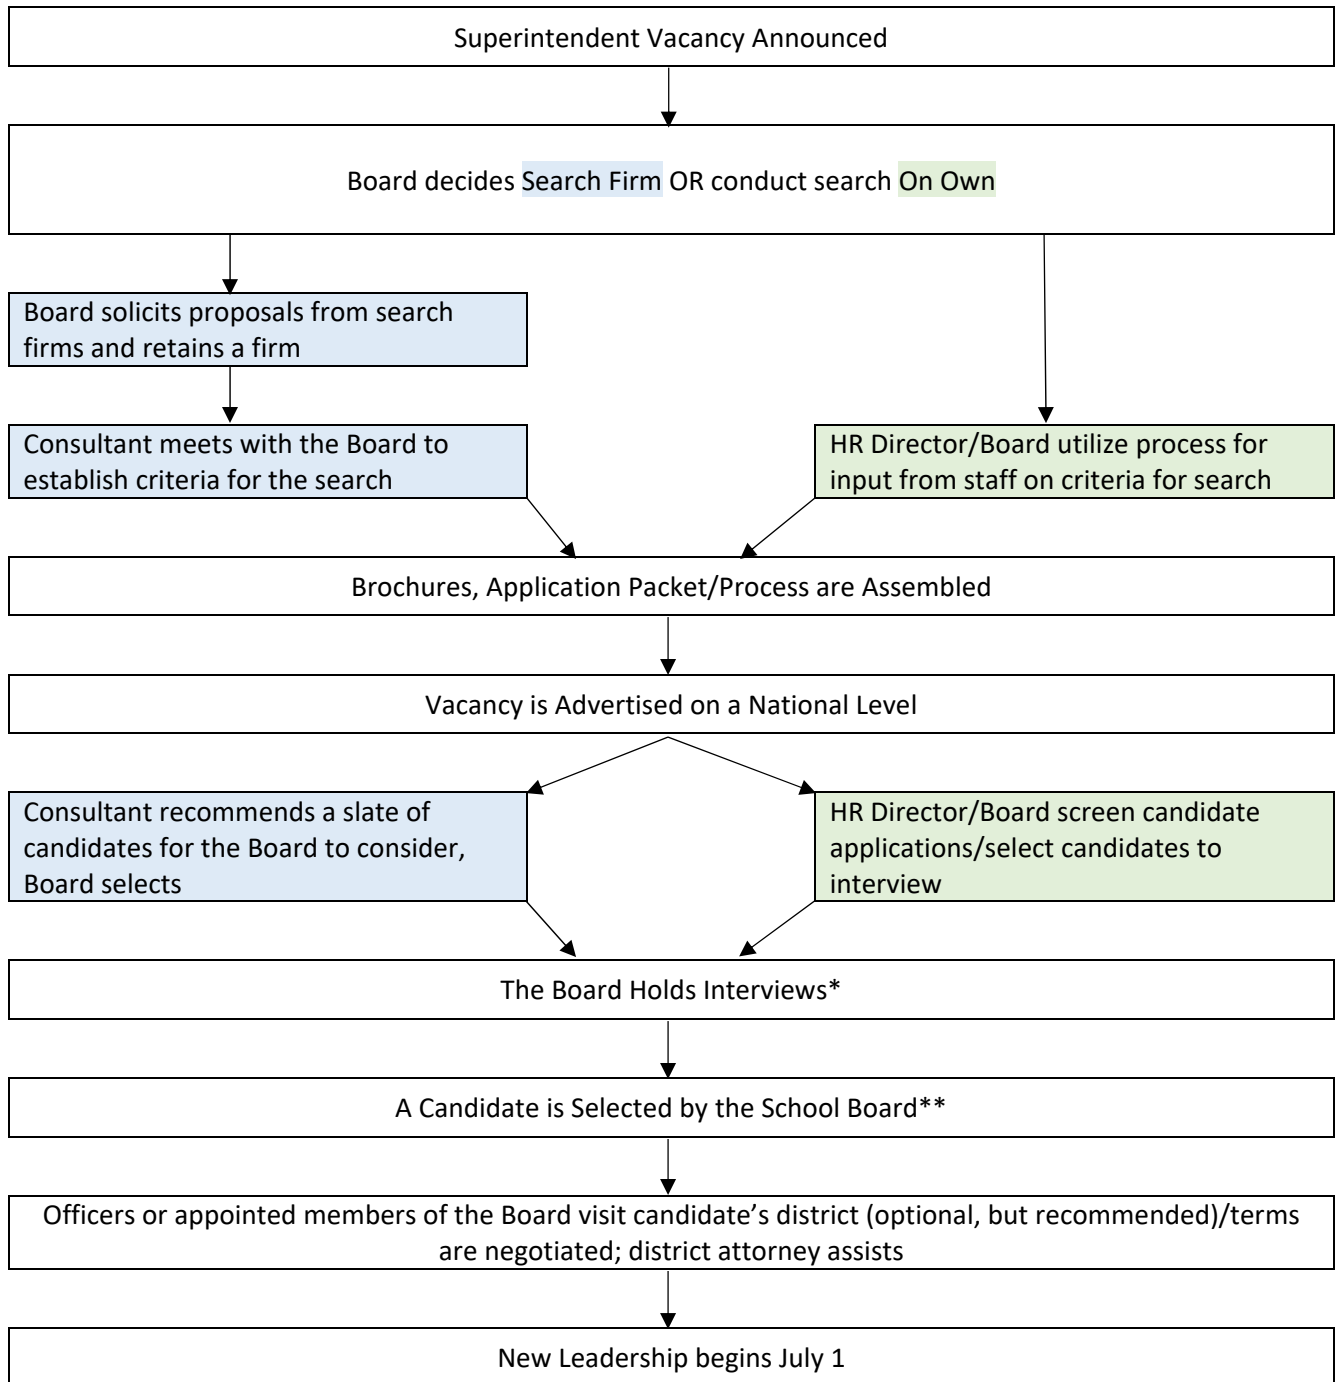 Superintendent Vacancy Announced
Board decides Search Firm OR conduct search On Own
Board solicits proposals from search
firms and retains a firm
Consultant meets with the Board to
establish criteria for the search
HR Director/Board utilize process for
input from staff on criteria for search
Brochures, Application Packet/Process are Assembled
Vacancy is Advertised on a National Level
Consultant recommends a slate of
candidates for the Board to consider,
Board selects
HR Director/Board screen candidate
applications/select candidates to
interview
The Board Holds Interviews*
A Candidate is Selected by the School Board**
Officers or appointed members of the Board visit candidate’s district (optional, but recommended)/terms
are negotiated; district attorney assists
New Leadership begins July 1